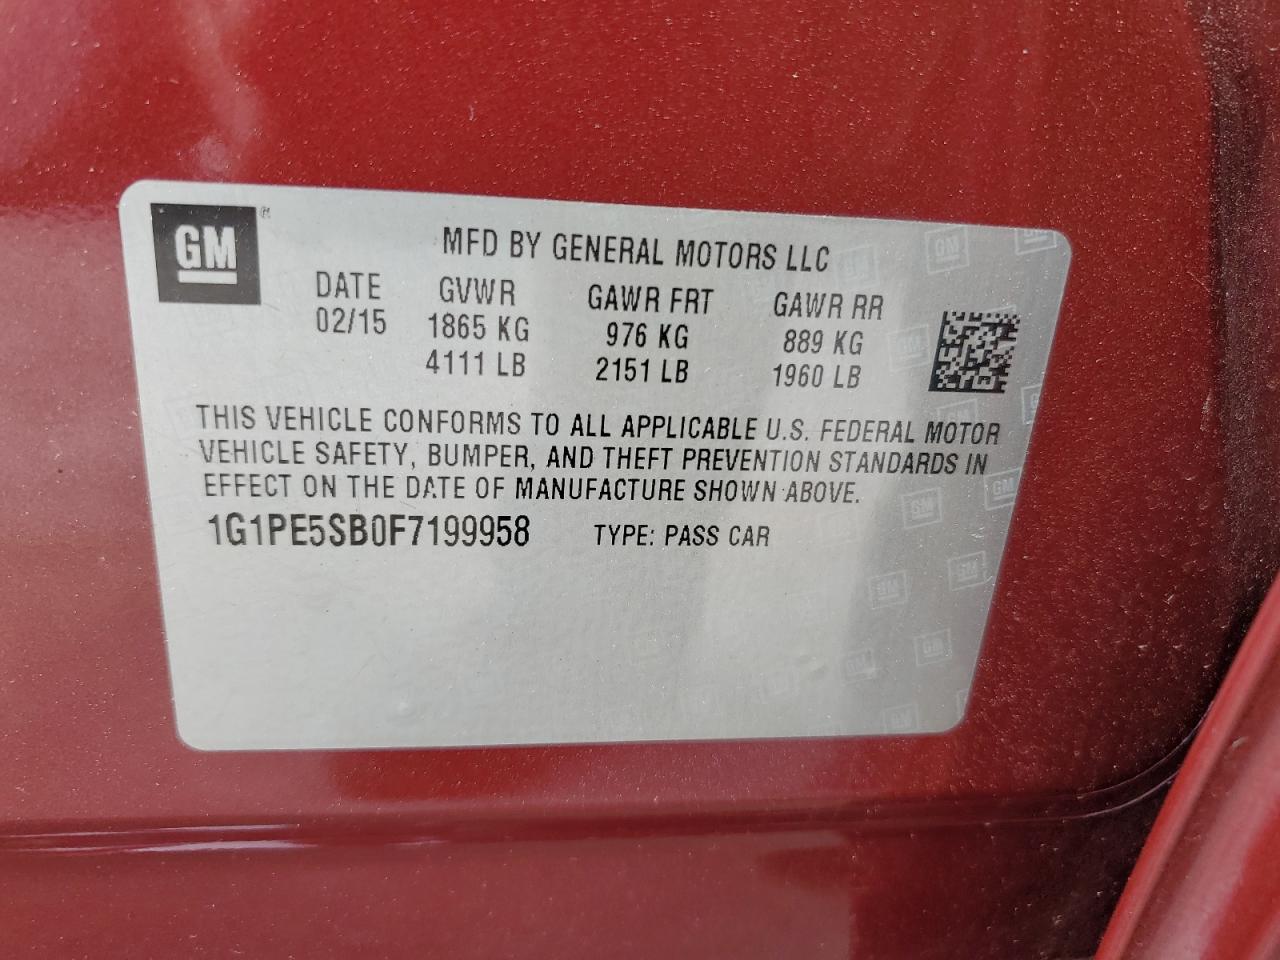 GM®
MFD BY GENERAL MOTORS LLC
DATE GVWR GAWR FRT GAWR RR
02/15 1865 KG 976 KG 889 KG
4111 LB 2151 LB 1960 LB
THIS VEHICLE CONFORMS TO ALL APPLICABLE U.S. FEDERAL MOTOR
VEHICLE SAFETY, BUMPER, AND THEFT PREVENTION STANDARDS IN
EFFECT ON THE DATE OF MANUFACTURE SHOWN ABOVE.
1G1PE5SB0F7199958 TYPE: PASS CAR